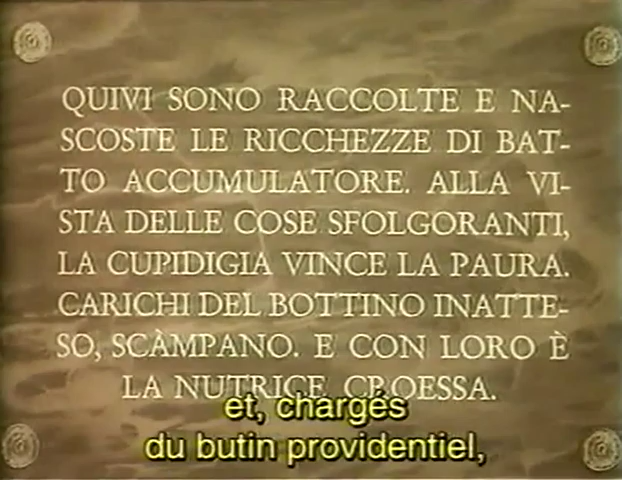 QUIVI SONO RACCOLTE E NA-
SCOSTE LE RICCHEZZE DI BAT-
TO ACCUMULATORE. ALLA VI-
STA DELLE COSE SFOLGORANTI,
LA CUPIDIGIA VINCE LA PAURA.
CARICHI DEL BOTTINO INATTE-
SO, SCÀMPANO. E CON LORO È
LA NUTRICE CROESSA.
et, chargés
du butin providentiel,